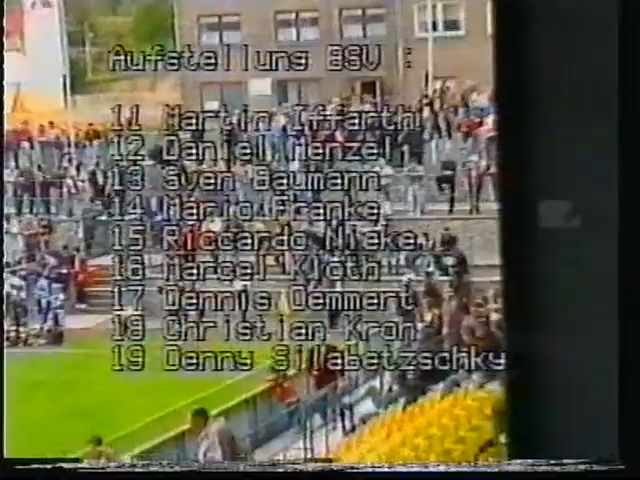 Aufstellung BSV :
11 Martin Iffarth
12 Daniel Menzel
13 Sven Baumann
14 Mario Franke
15 Riccardo Nieke
16 Marcel Kloth
17 Dennis Demmert
18 Christian Kroh
19 Denny Sillabetzschky